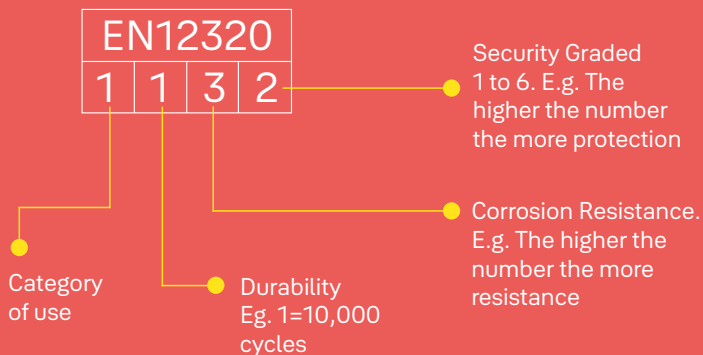 EN12320
1 1 3 2
Security Graded
1 to 6. E.g. The
higher the number
the more protection
Corrosion Resistance.
E.g. The higher the
number the more
resistance
Category
of use
Durability
Eg. 1=10,000
cycles